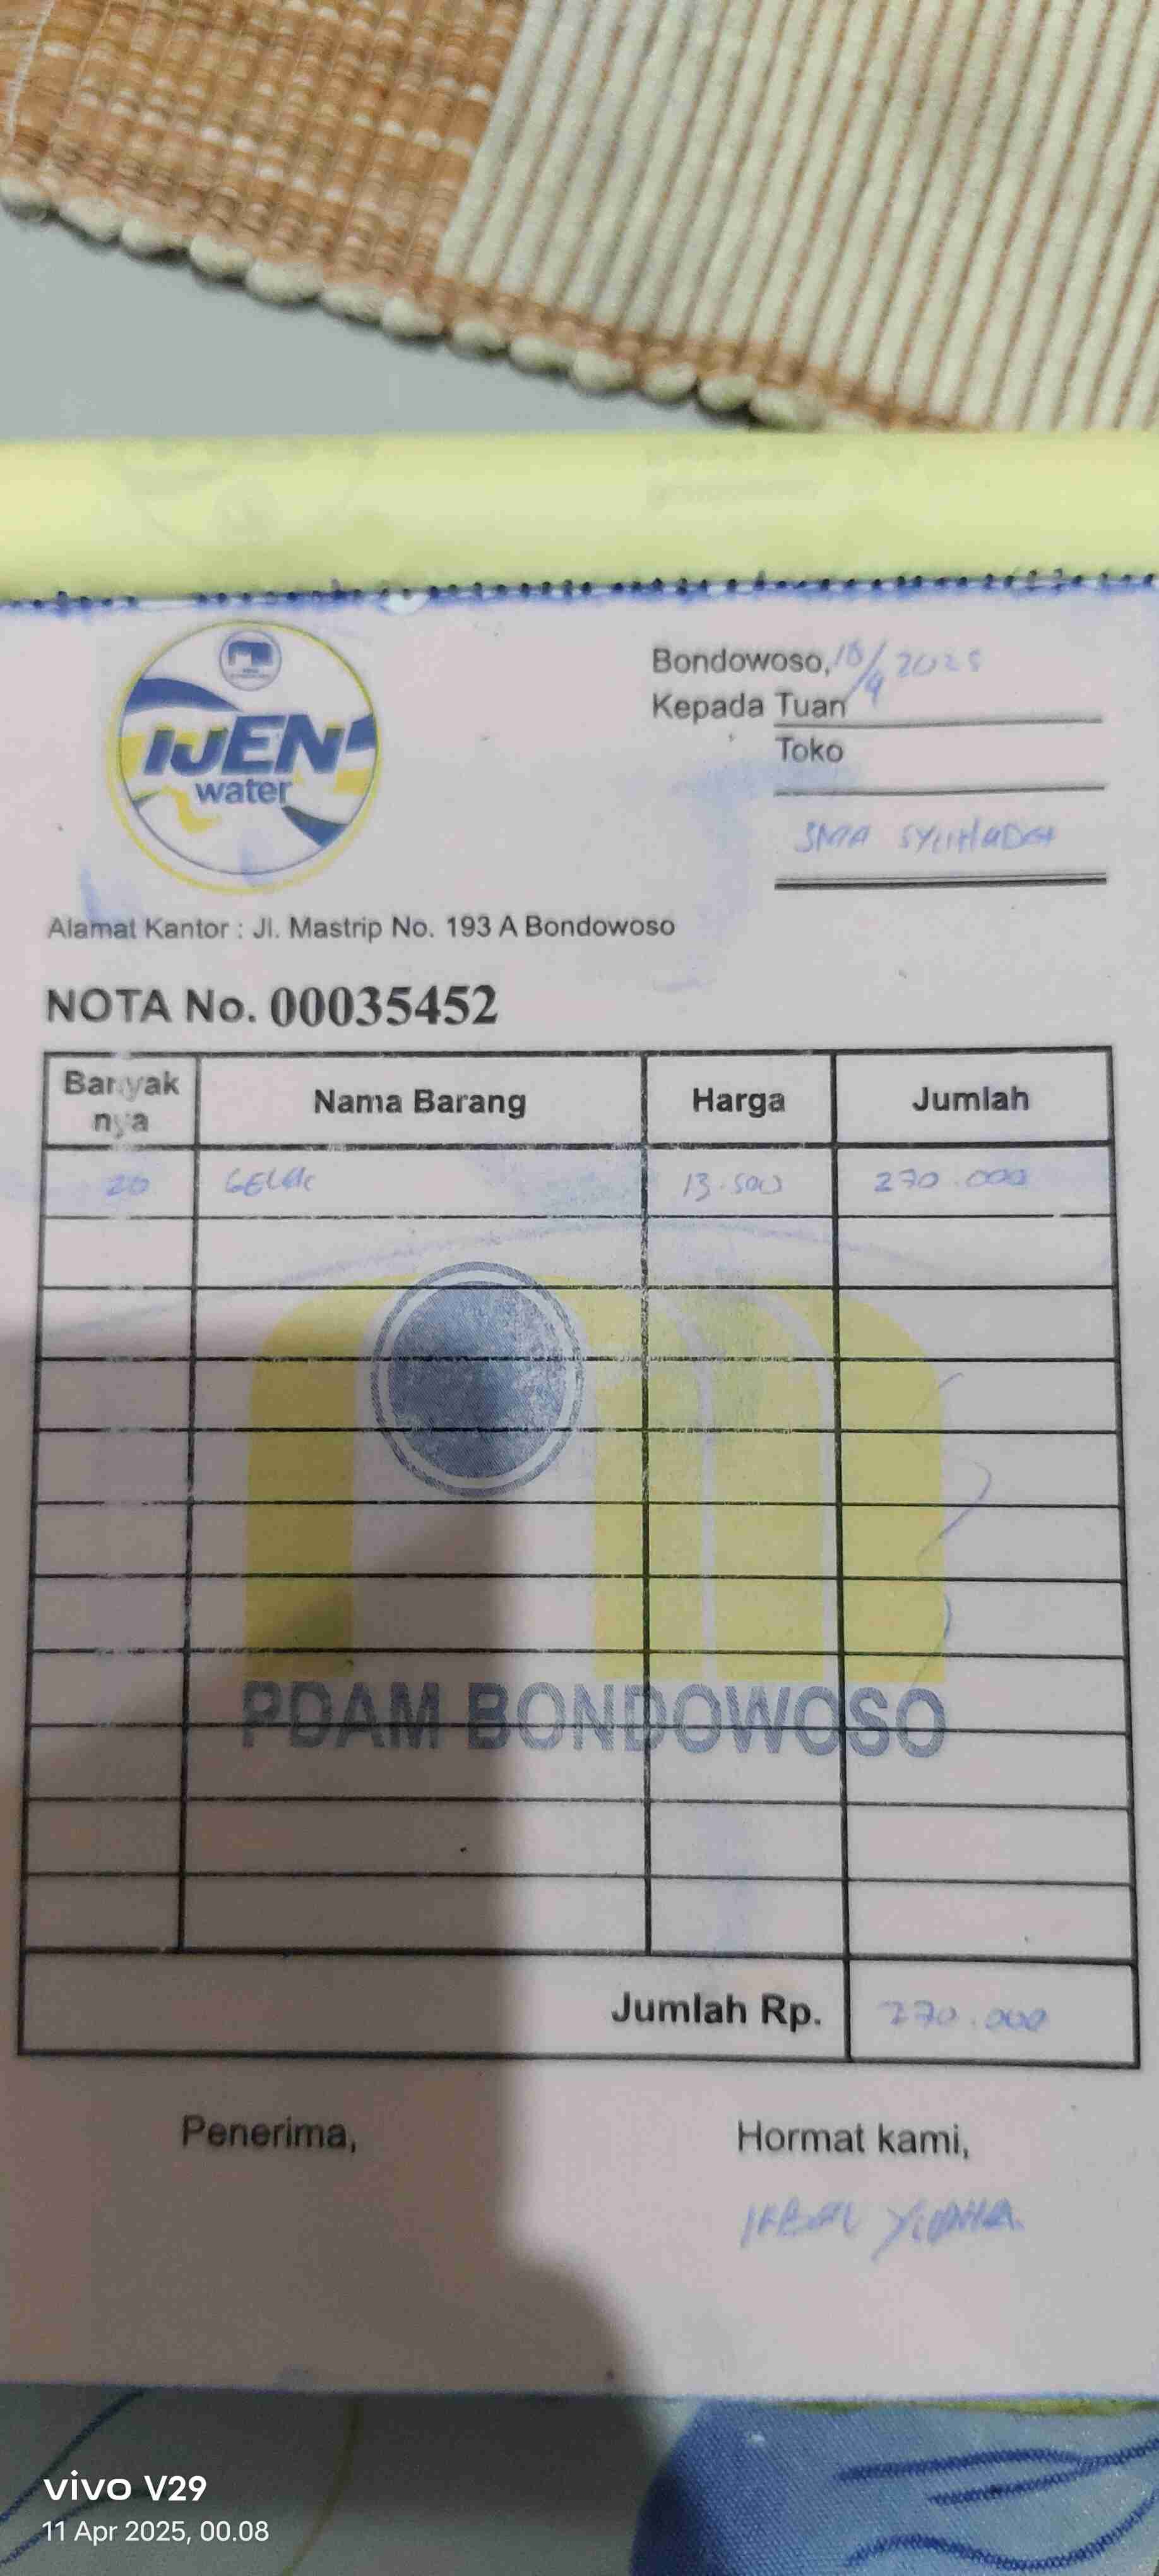 IJEN
water
Bondowoso, 10/4 2025
Kepada Tuan
Toko
SMA SYUHADA
Alamat Kantor : Jl. Mastrip No. 193 A Bondowoso
NOTA No. 00035452
Banyak nya Nama Barang Harga Jumlah
20 GELAS 13.500 270.000
PDAM BONDOWOSO
Jumlah Rp. 270.000
Penerima, Hormat kami,
vivo V29
11 Apr 2025, 00.08